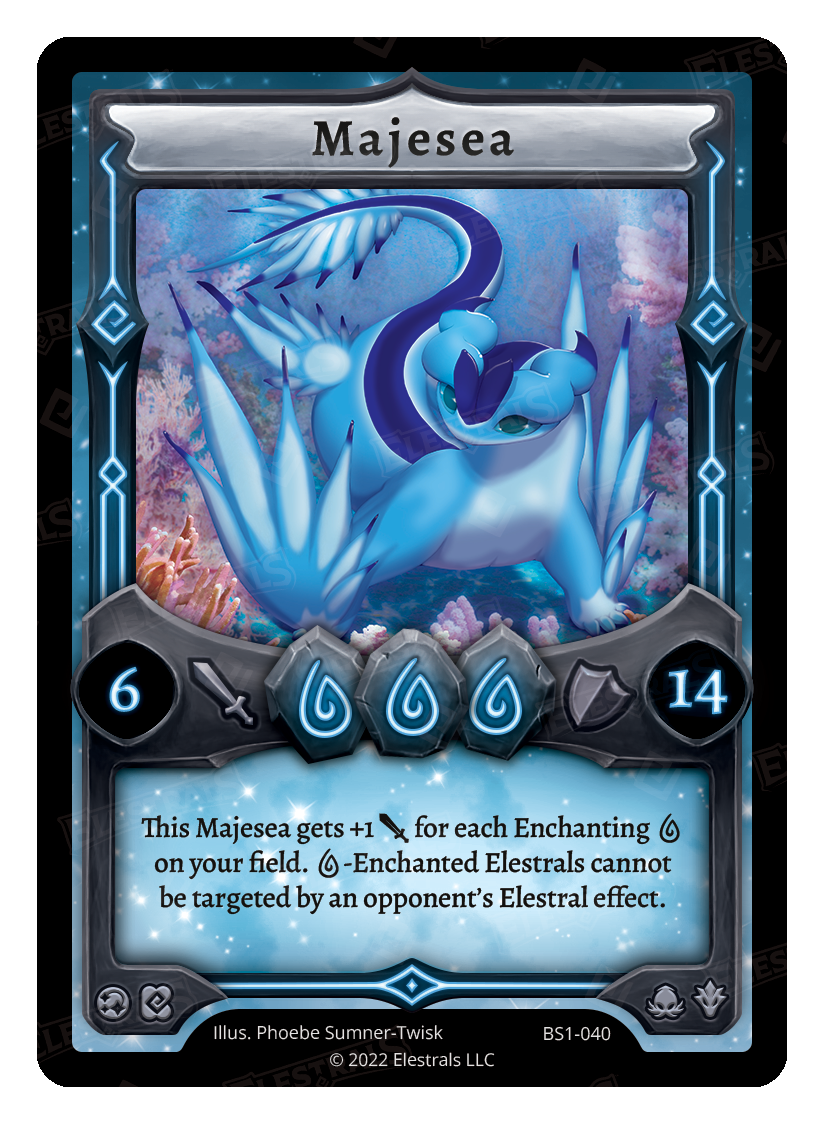 Majesea
6
14
This Majesea gets +1 for each Enchanting
on your field. -Enchanted Elestrals cannot
be targeted by an opponent's Elestral effect.
Illus. Phoebe Sumner-Twisk
BS1-040
© 2022 Elestrals LLC